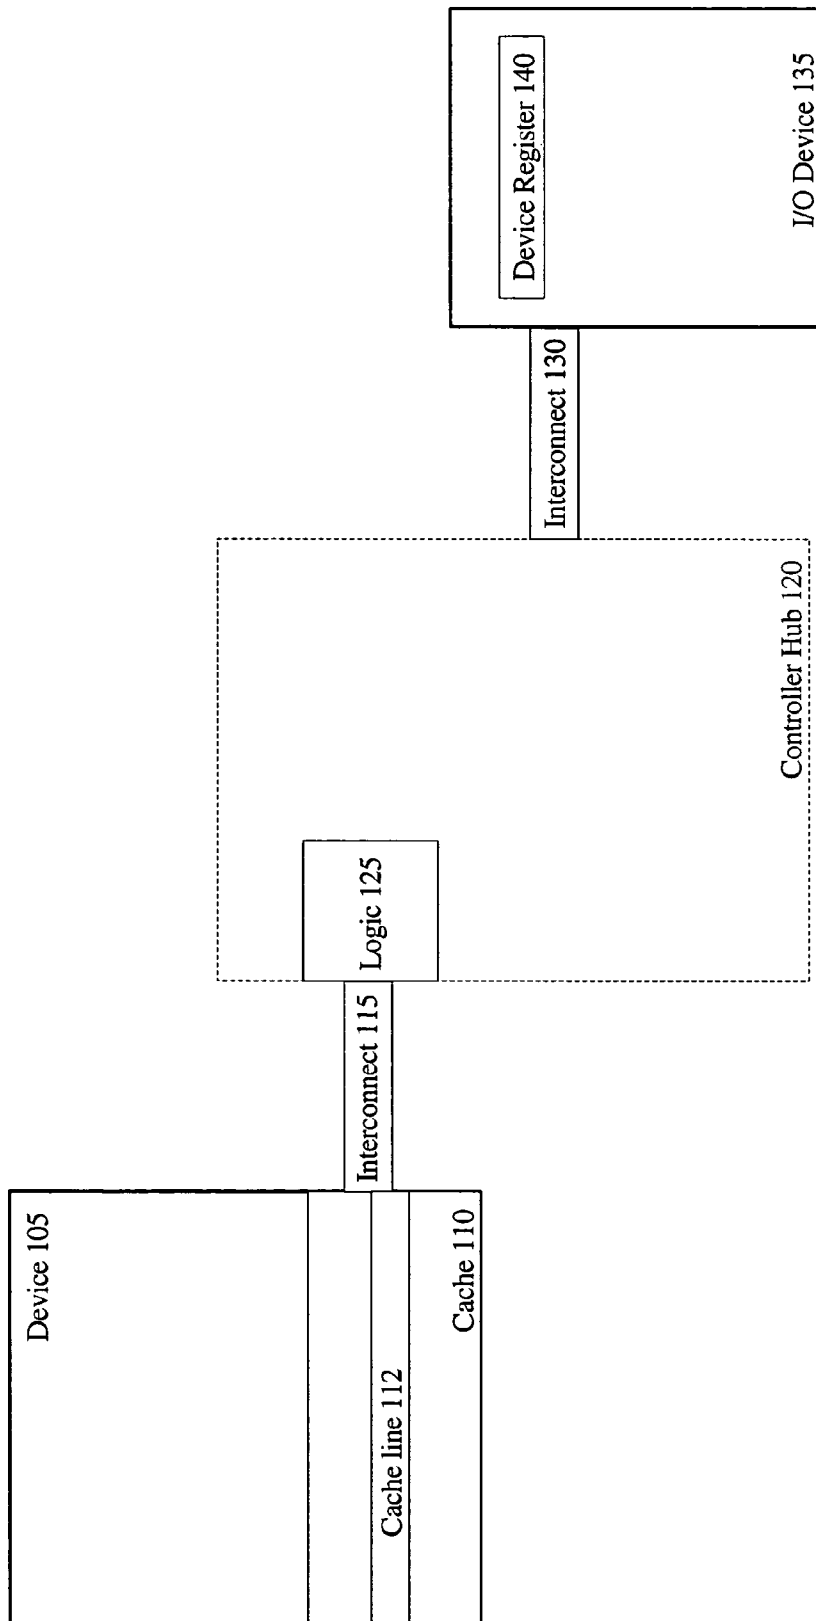 Device 105
Cache line 112
Cache 110
Interconnect 115
Logic 125
Controller Hub 120
Interconnect 130
Device Register 140
I/O Device 135